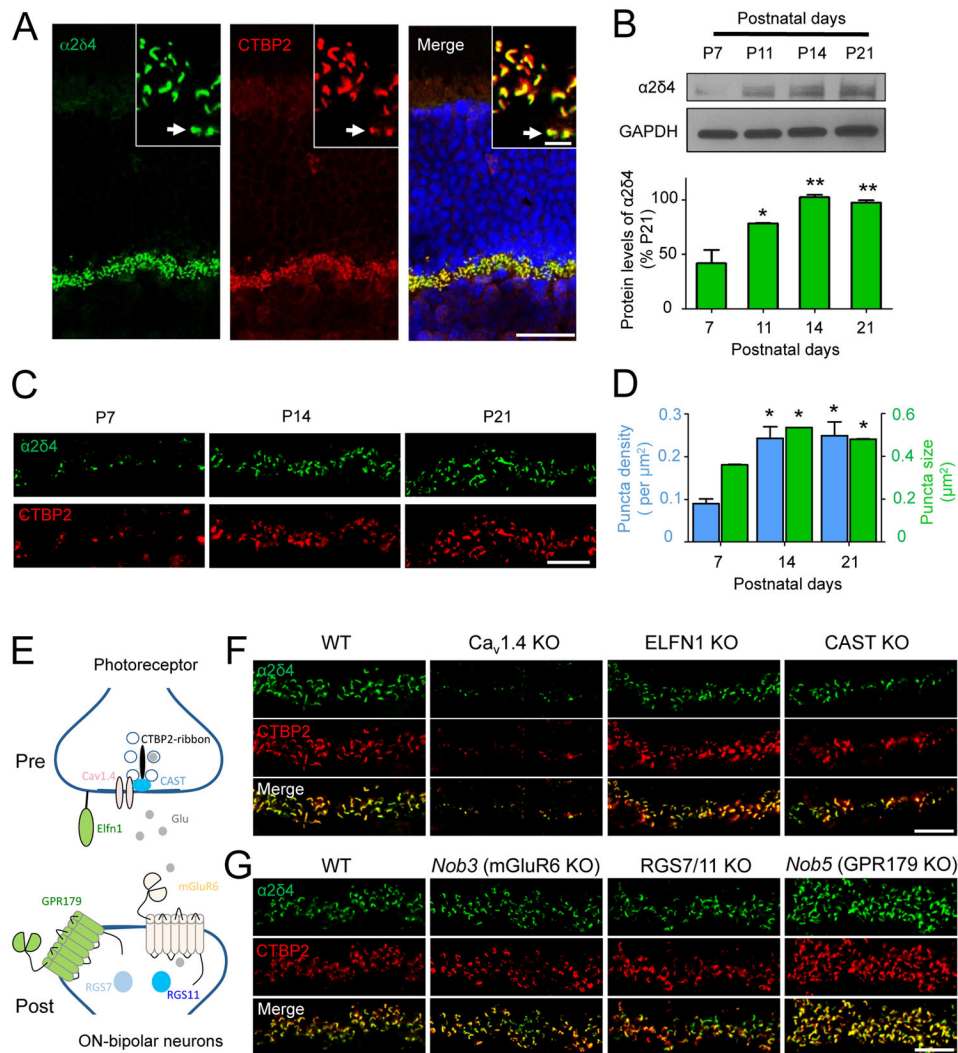 A
α2δ4
CTBP2
Merge
B
Postnatal days
P7 P11 P14 P21
α2δ4
GAPDH
Protein levels of α2δ4
(% P21)
100
50
0
*
**
**
7 11 14 21
Postnatal days
C
P7 P14 P21
α2δ4
CTBP2
D
Puncta density
( per µm²)
0.3
0.2
0.1
0
* * * *
0.6
0.4
0.2
0
Puncta size
(µm²)
7 14 21
Postnatal days
E
Photoreceptor
Pre
CTBP2-ribbon
Cav1.4
CAST
Elfn1
Glu
mGluR6
GPR179
RGS7
RGS11
Post
ON-bipolar neurons
F
WT Caᵥ1.4 KO ELFN1 KO CAST KO
α2δ4
CTBP2
Merge
G
WT Nob3 (mGluR6 KO) RGS7/11 KO Nob5 (GPR179 KO)
α2δ4
CTBP2
Merge